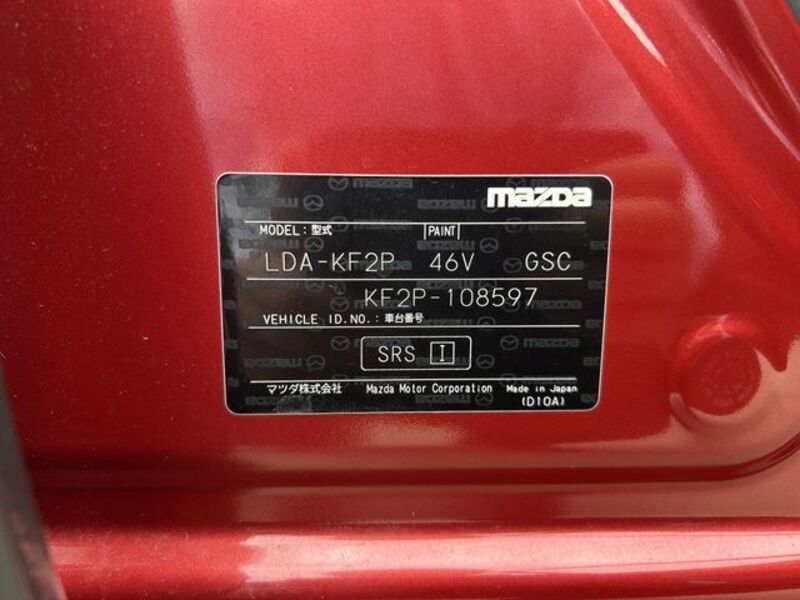 mazda
mazda
MODEL：型式 PAINT
LDA-KF2P 46V GSC
KF2P-108597
VEHICLE ID.NO.：車台番号
SRS I
マツダ株式会社 Mazda Motor Corporation Made in Japan
(D10A)